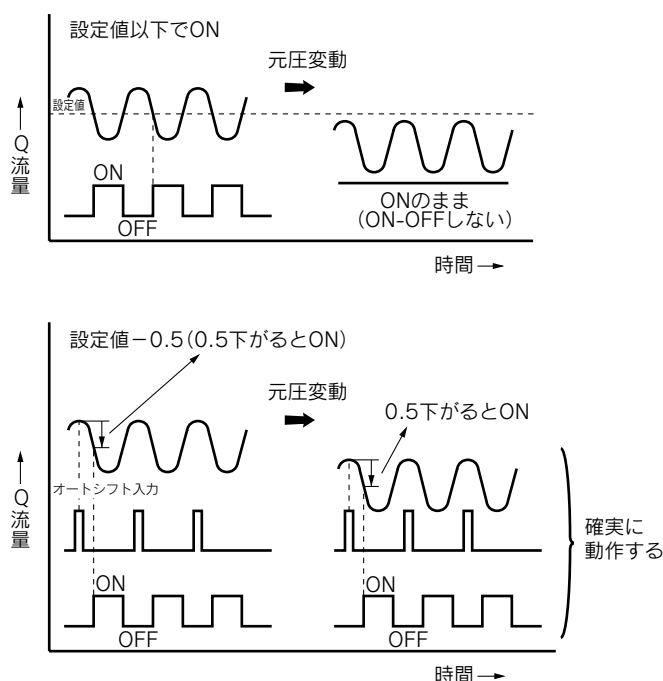 設定値以下でON
元圧変動
設定値
Q
流量
ON
OFF
ONのまま
(ON-OFFしない)
時間
設定値－0.5(0.5下がるとON)
元圧変動
0.5下がるとON
オートシフト入力
Q
流量
確実に
動作する
ON
OFF
ON
OFF
時間